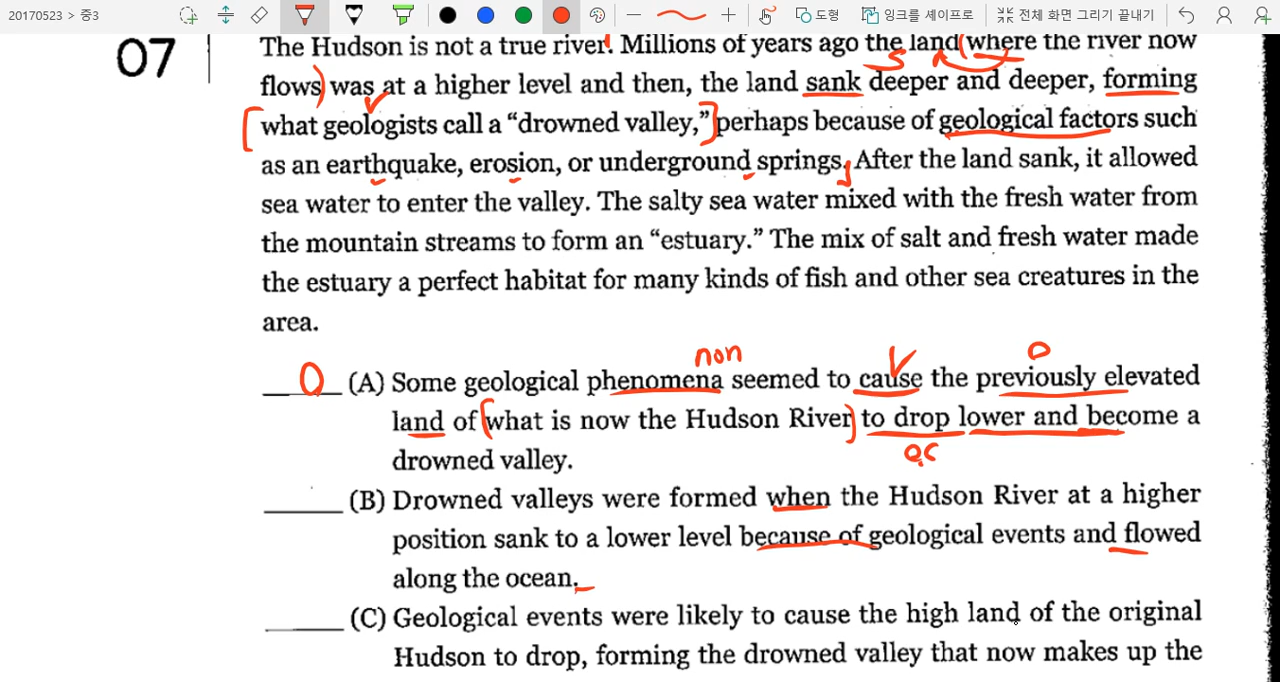 20170523 > 중3
도형
잉크를 셰이프로
전체 화면 그리기 끝내기
07
The Hudson is not a true river. Millions of years ago the land where the river now
flows was at a higher level and then, the land sank deeper and deeper, forming
what geologists call a “drowned valley,” perhaps because of geological factors such
as an earthquake, erosion, or underground springs. After the land sank, it allowed
sea water to enter the valley. The salty sea water mixed with the fresh water from
the mountain streams to form an “estuary.” The mix of salt and fresh water made
the estuary a perfect habitat for many kinds of fish and other sea creatures in the
area.
non
O (A) Some geological phenomena seemed to cause the previously elevated
land of what is now the Hudson River to drop lower and become a
o.c
drowned valley.
(B) Drowned valleys were formed when the Hudson River at a higher
position sank to a lower level because of geological events and flowed
along the ocean.
(C) Geological events were likely to cause the high land of the original
Hudson to drop, forming the drowned valley that now makes up the